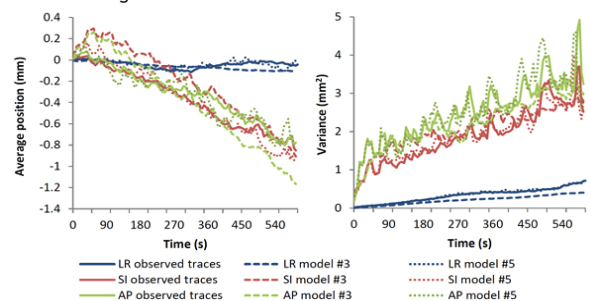 0.4
0.2
0
-0.2
-0.4
-0.6
-0.8
-1
-1.2
-1.4
Average position (mm)
0 90 180 270 360 450 540
Time (s)
5
4
3
2
1
0
Variance (mm²)
0 90 180 270 360 450 540
Time (s)
LR observed traces LR model #3 LR model #5
SI observed traces SI model #3 SI model #5
AP observed traces AP model #3 AP model #5